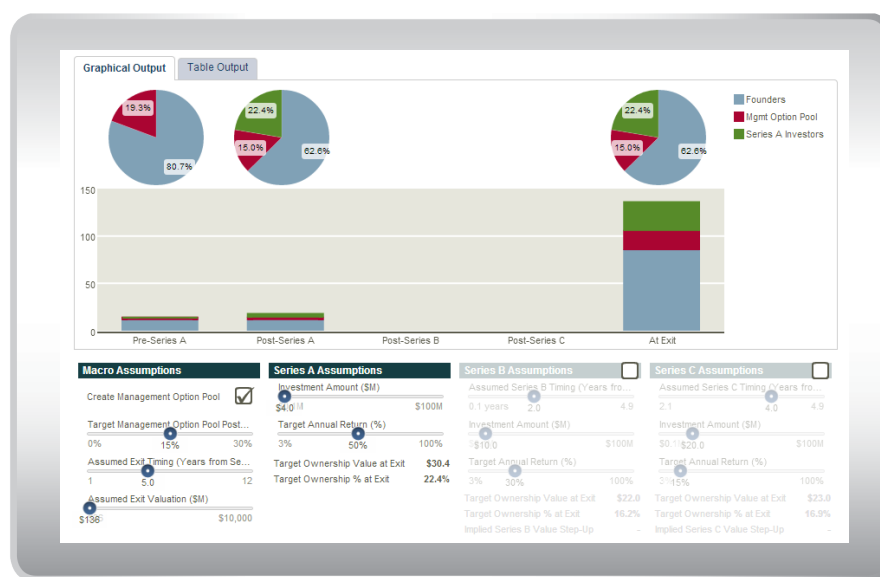 Graphical Output
Table Output
19.3%
80.7%
22.4%
15.0%
62.6%
22.4%
15.0%
62.6%
Founders
Mgmt Option Pool
Series A Investors
150
100
50
0
Pre-Series A
Post-Series A
Post-Series B
Post-Series C
At Exit
Macro Assumptions
Create Management Option Pool
Target Management Option Pool Post...
0%
15%
30%
Assumed Exit Timing (Years from Se...
1
5.0
12
Assumed Exit Valuation ($M)
$136
$10,000
Series A Assumptions
Investment Amount ($M)
$4.0
$100M
Target Annual Return (%)
3%
50%
100%
Target Ownership Value at Exit $30.4
Target Ownership % at Exit 22.4%
Series B Assumptions
Assumed Series B Timing (Years fro...
0.1 years
2.0
4.9
Investment Amount ($M)
$10.0
$100M
Target Annual Return (%)
3%
30%
100%
Target Ownership Value at Exit $22.0
Target Ownership % at Exit 16.2%
Implied Series B Value Step-Up -
Series C Assumptions
Assumed Series C Timing (Years fro...
2.1
4.0
4.9
Investment Amount ($M)
$20.0
$100M
Target Annual Return (%)
15%
100%
Target Ownership Value at Exit $23.0
Target Ownership % at Exit 16.9%
Implied Series C Value Step-Up -